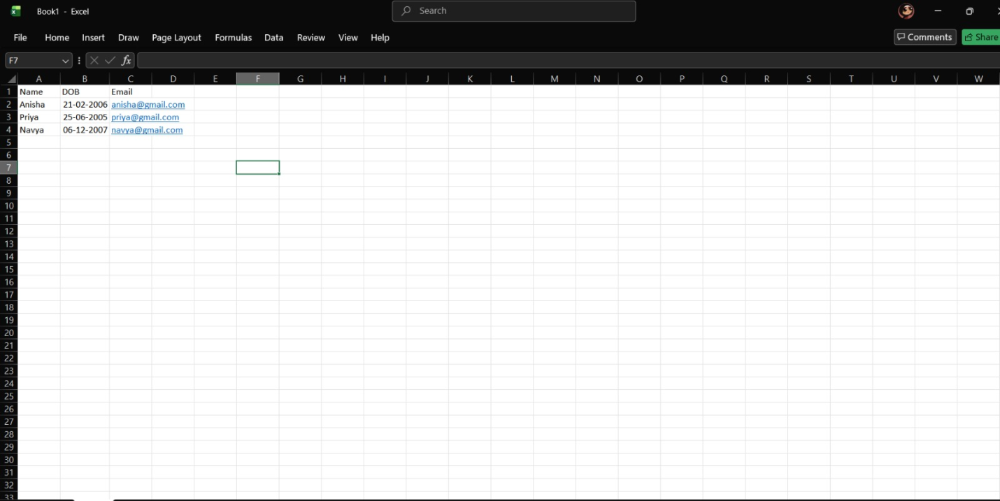 Book1 - Excel
Search
File Home Insert Draw Page Layout Formulas Data Review View Help
Comments Share
F7 fx
A B C D E F G H I J K L M N O P Q R S T U V W
1 Name DOB Email
2 Anisha 21-02-2006 anisha@gmail.com
3 Priya 25-06-2005 priya@gmail.com
4 Navya 06-12-2007 navya@gmail.com
5
6
7
8
9
10
11
12
13
14
15
16
17
18
19
20
21
22
23
24
25
26
27
28
29
30
31
32
33